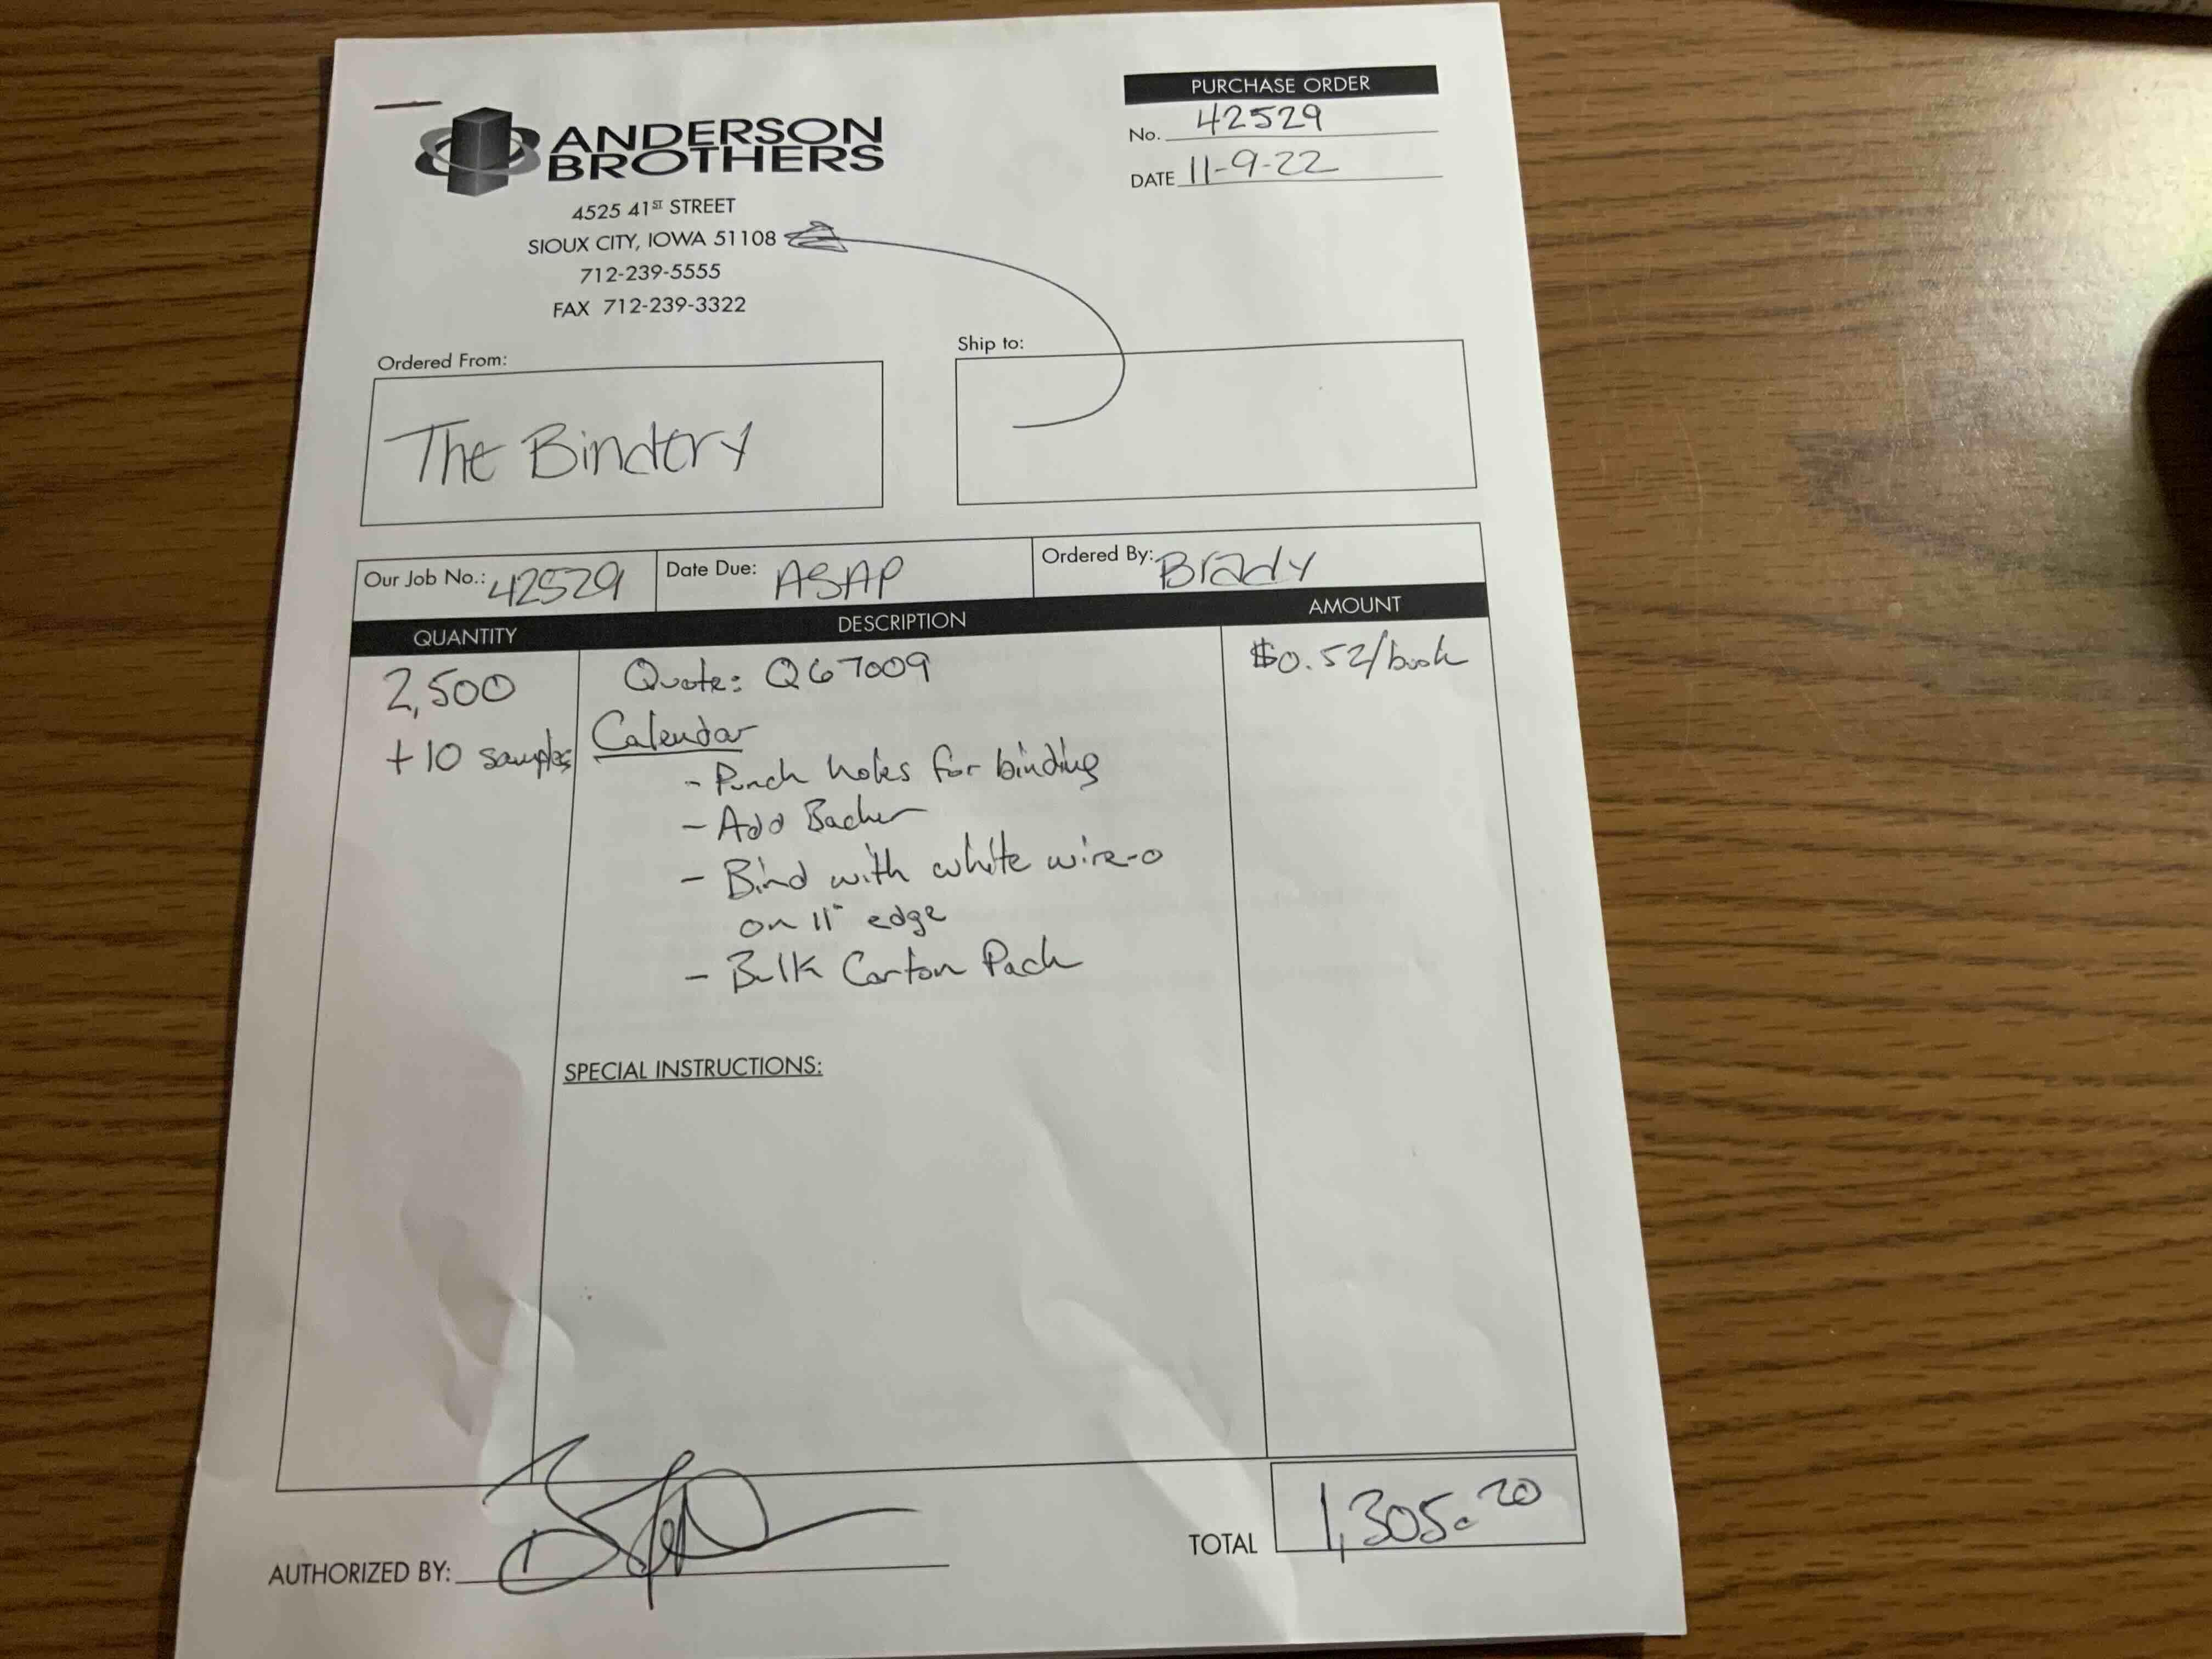 PURCHASE ORDER
No. 42529
DATE 11-9-22
ANDERSON
BROTHERS
4525 41ST STREET
SIOUX CITY, IOWA 51108
712-239-5555
FAX 712-239-3322
Ordered From:
The Bindery
Ship to:
Our Job No.: 42529
Date Due: ASAP
Ordered By: Brady
QUANTITY
DESCRIPTION
AMOUNT
2,500
+10 samples
Quote: Q67009
Calendar
- Punch holes for binding
- Add Backer
- Bind with white wire-o
on 11" edge
- Bulk Carton Pack
$0.52/book
SPECIAL INSTRUCTIONS:
AUTHORIZED BY:
TOTAL 1,305.20